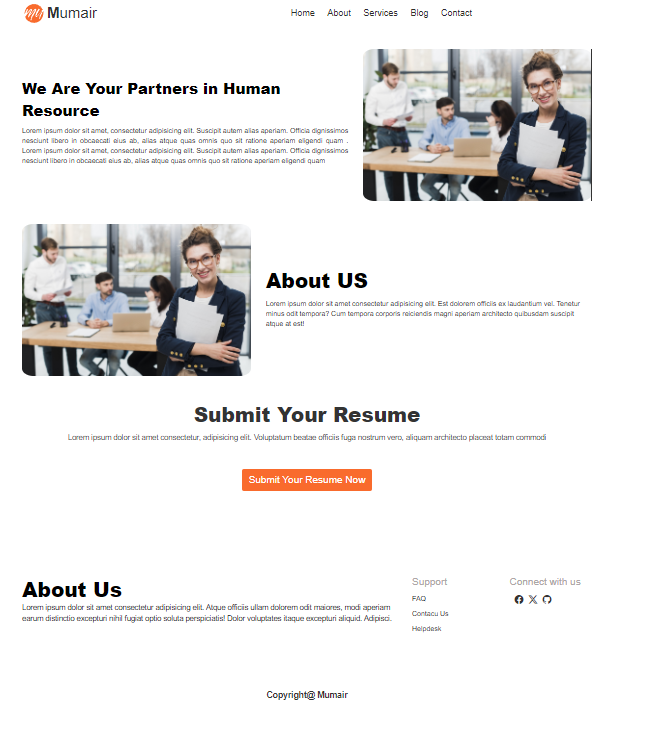 my Mumair
Home About Services Blog Contact
We Are Your Partners in Human
Resource
Lorem ipsum dolor sit amet, consectetur adipisicing elit. Suscipit autem alias aperiam. Officia dignissimos
nesciunt libero in obcaecati eius ab, alias atque quas omnis quo sit ratione aperiam eligendi quam .
Lorem ipsum dolor sit amet, consectetur adipisicing elit. Suscipit autem alias aperiam. Officia dignissimos
nesciunt libero in obcaecati eius ab, alias atque quas omnis quo sit ratione aperiam eligendi quam
About US
Lorem ipsum dolor sit amet consectetur adipisicing elit. Est dolorem officiis ex laudantium vel. Tenetur
minus odit tempora? Cum tempora corporis reiciendis magni aperiam architecto quibusdam suscipit
atque at est!
Submit Your Resume
Lorem ipsum dolor sit amet consectetur, adipisicing elit. Voluptatum beatae officiis fuga nostrum vero, aliquam architecto placeat totam commodi
Submit Your Resume Now
About Us
Lorem ipsum dolor sit amet consectetur adipisicing elit. Atque officiis ullam dolorem odit maiores, modi aperiam
earum distinctio excepturi nihil fugiat optio soluta perspiciatis! Dolor voluptates itaque excepturi aliquid. Adipisci.
Support
FAQ
Contacu Us
Helpdesk
Connect with us
Copyright@ Mumair